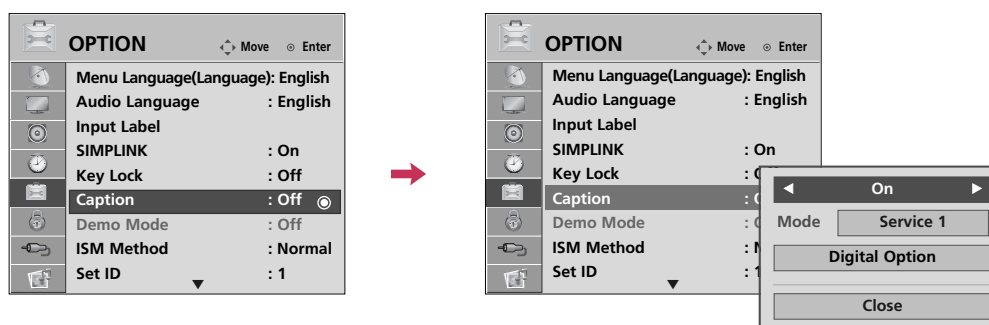 OPTION Move Enter
Menu Language(Language): English
Audio Language : English
Input Label
SIMPLINK : On
Key Lock : Off
Caption : Off
Demo Mode : Off
ISM Method : Normal
Set ID : 1
OPTION Move Enter
Menu Language(Language): English
Audio Language : English
Input Label
SIMPLINK : On
Key Lock :
Caption :
Demo Mode :
ISM Method :
Set ID : 1
On
Mode Service 1
Digital Option
Close